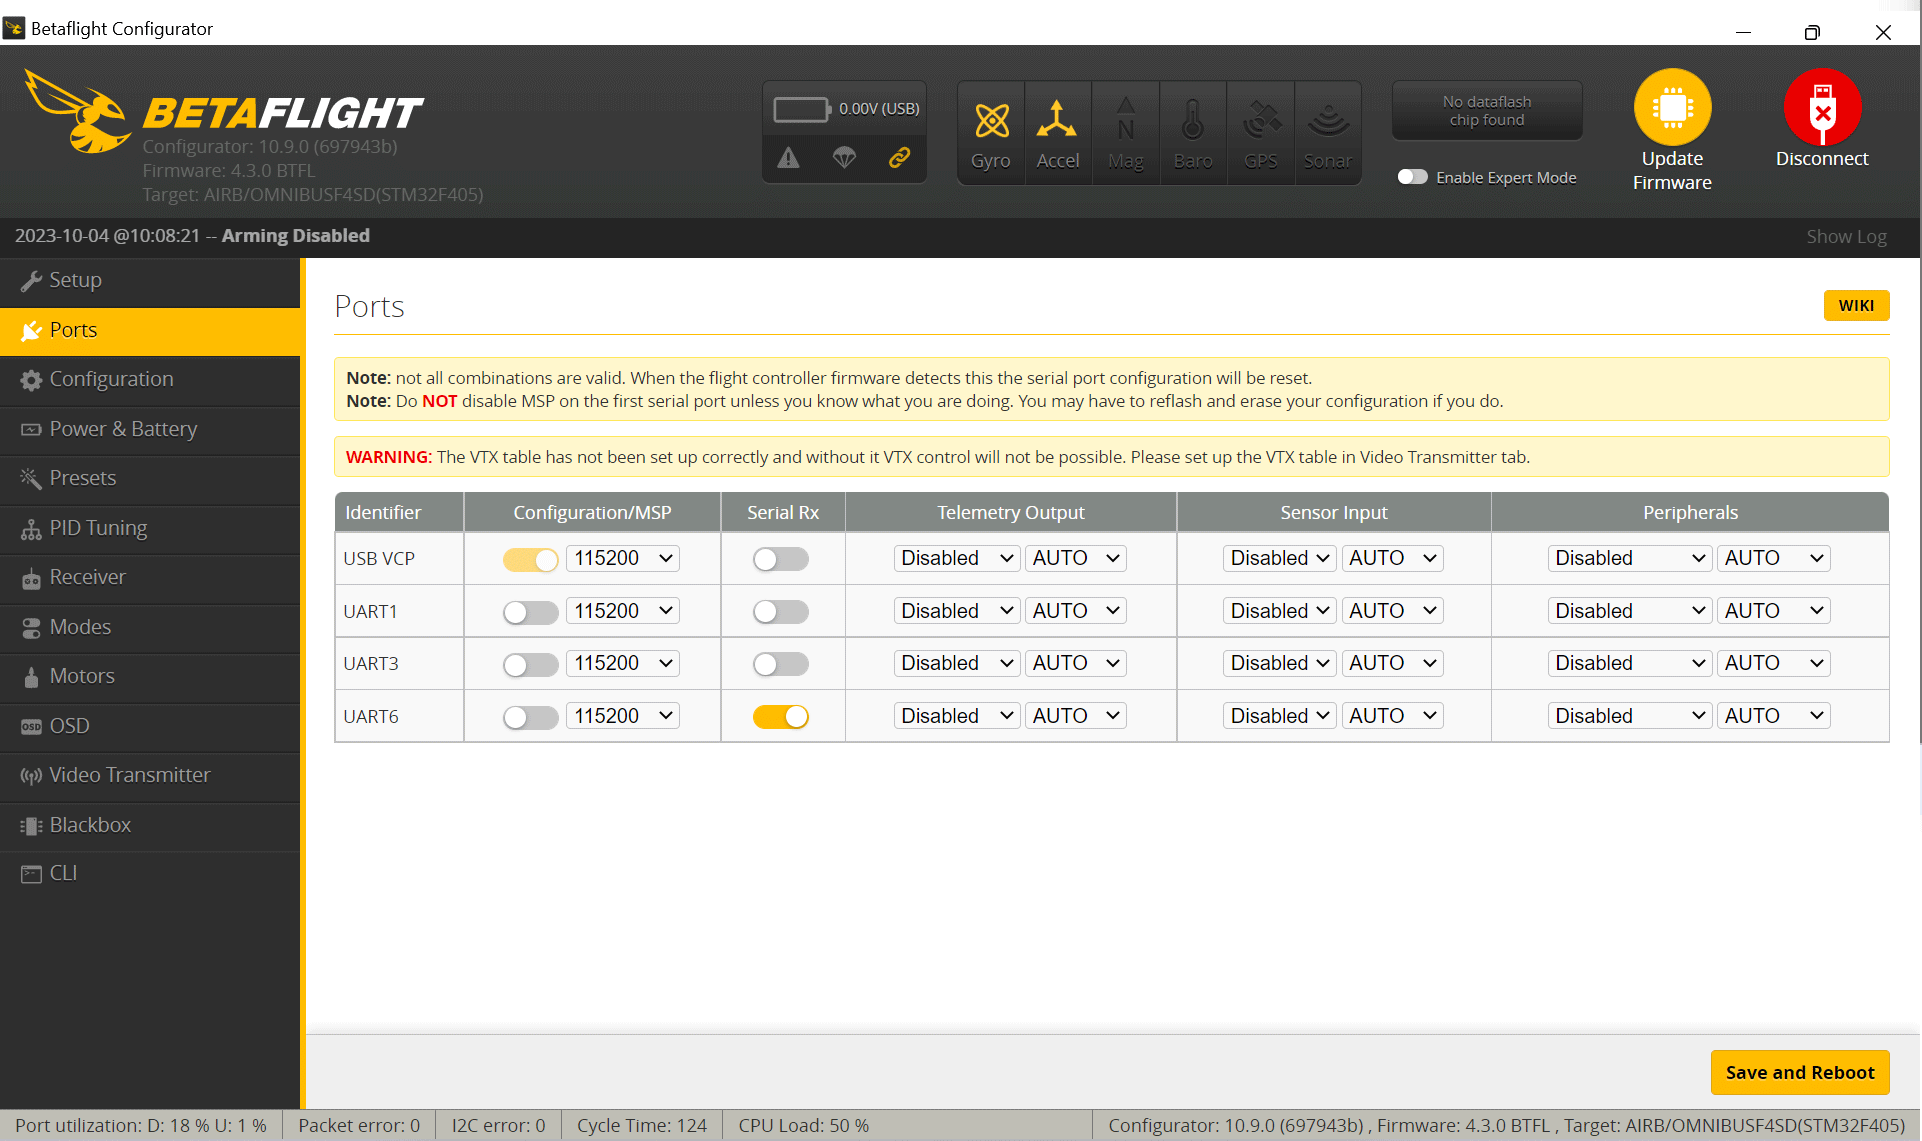 Betaflight Configurator
BETAFLIGHT
Configurator: 10.9.0 (697943b)
Firmware: 4.3.0 BTFL
Target: AIRB/OMNIBUSF4SD(STM32F405)
0.00V (USB)
Gyro Accel Mag Baro GPS Sonar
No dataflash
chip found
Enable Expert Mode
Update
Firmware
Disconnect
2023-10-04 @10:08:21 -- Arming Disabled
Show Log
Setup
Ports
Configuration
Power & Battery
Presets
PID Tuning
Receiver
Modes
Motors
OSD OSD
Video Transmitter
Blackbox
CLI
Ports
WIKI
Note: not all combinations are valid. When the flight controller firmware detects this the serial port configuration will be reset.
Note: Do NOT disable MSP on the first serial port unless you know what you are doing. You may have to reflash and erase your configuration if you do.
WARNING: The VTX table has not been set up correctly and without it VTX control will not be possible. Please set up the VTX table in Video Transmitter tab.
Identifier Configuration/MSP Serial Rx Telemetry Output Sensor Input Peripherals
USB VCP 115200 Disabled AUTO Disabled AUTO Disabled AUTO
UART1 115200 Disabled AUTO Disabled AUTO Disabled AUTO
UART3 115200 Disabled AUTO Disabled AUTO Disabled AUTO
UART6 115200 Disabled AUTO Disabled AUTO Disabled AUTO
Save and Reboot
Port utilization: D: 18 % U: 1 % Packet error: 0 I2C error: 0 Cycle Time: 124 CPU Load: 50 % Configurator: 10.9.0 (697943b) , Firmware: 4.3.0 BTFL , Target: AIRB/OMNIBUSF4SD(STM32F405)